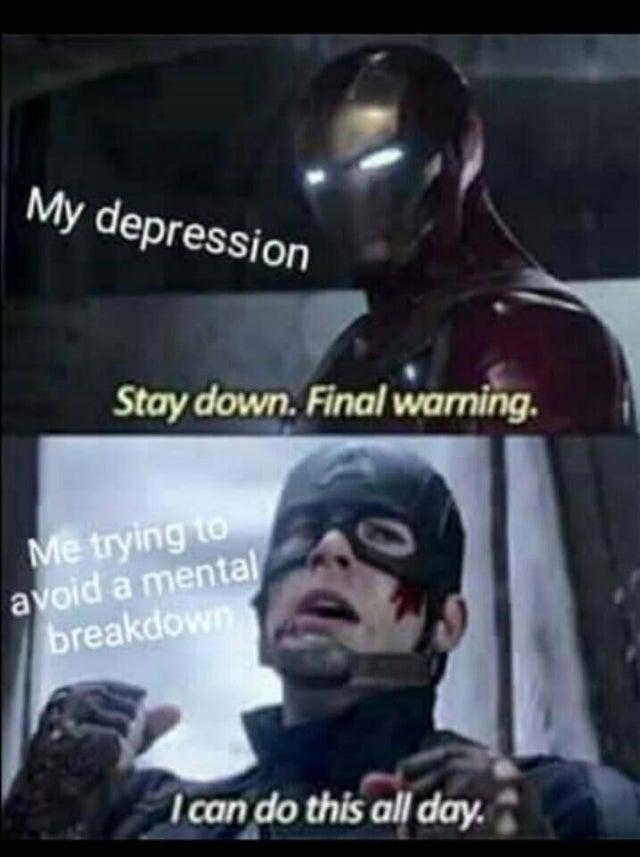 My depression
Stay down. Final warning.
Me trying to
avoid a mental
breakdown
I can do this all day.